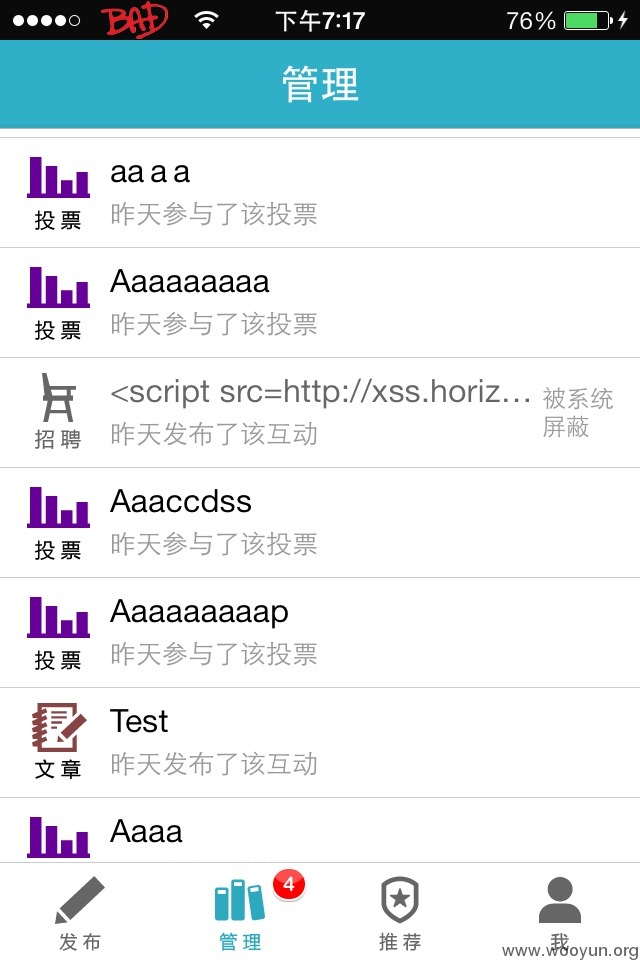 BAD 下午7:17 76%
管理
aa a a
投票
昨天参与了该投票
Aaaaaaaaa
投票
昨天参与了该投票
<script src=http://xss.horiz...
招聘
昨天发布了该互动
被系统
屏蔽
Aaaccdss
投票
昨天参与了该投票
Aaaaaaaaap
投票
昨天参与了该投票
Test
文章
昨天发布了该互动
Aaaa
4
发布 管理 推荐 我
www.wooyun.org